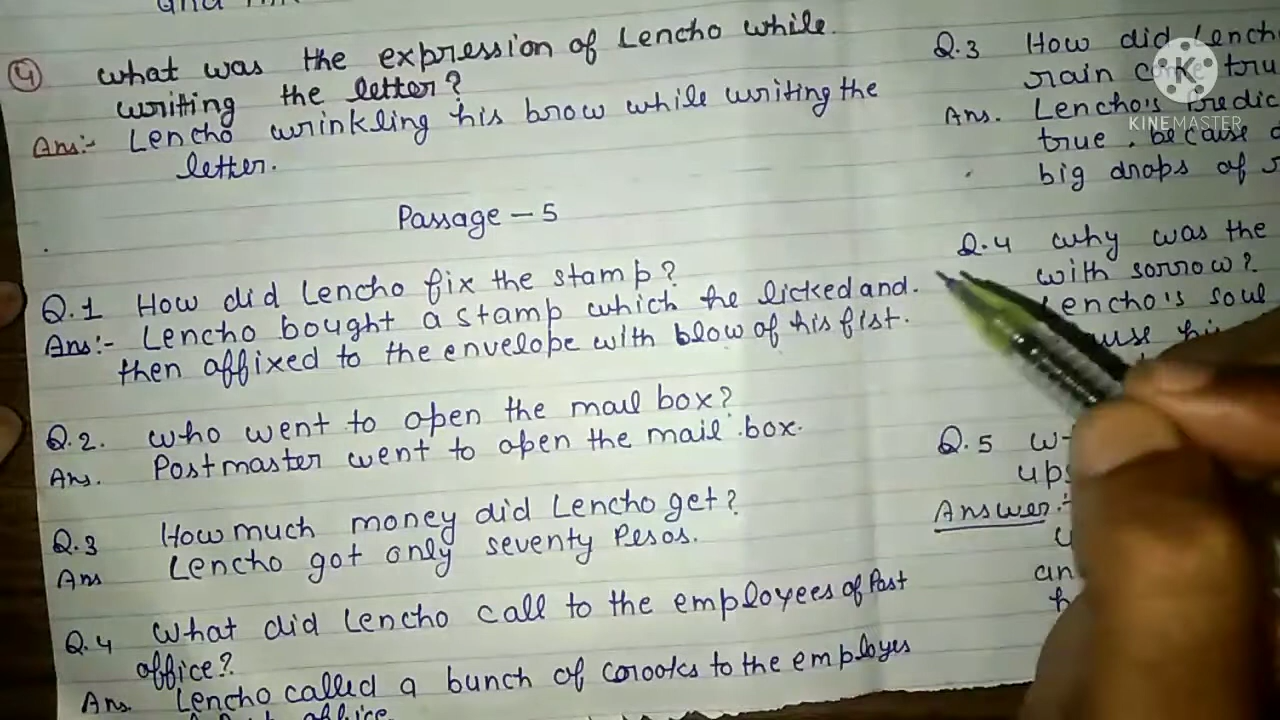 ④ What was the expression of Lencho while.
writing the letter?
Ans:- Lencho wrinkling his brow while writing the
letter.
Passage - 5
Q.1 How did Lencho fix the stamp?
Ans:- Lencho bought a stamp which he licked and.
then affixed to the envelope with blow of his fist.
Q.2. Who went to open the mail box?
Ans. Postmaster went to open the mail box.
Q.3 How much money did Lencho get?
Ans Lencho got only seventy Pesos.
Q.4 What did Lencho call to the employees of Post
office?
Ans. Lencho called a bunch of corooks to the employes
office.
Q.3 How did
rain
Ans. Lencho's
true. because
big drops of
Q.4 Why was the
with sorrow?
Lencho's soul
Q.5
Answer:-
KINEMASTER